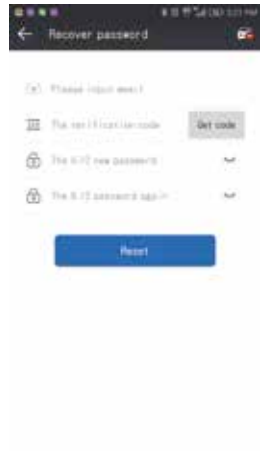 Recover password
Please input email
The verification code Get code
The 6-12 new password
The 6-12 password again
Reset